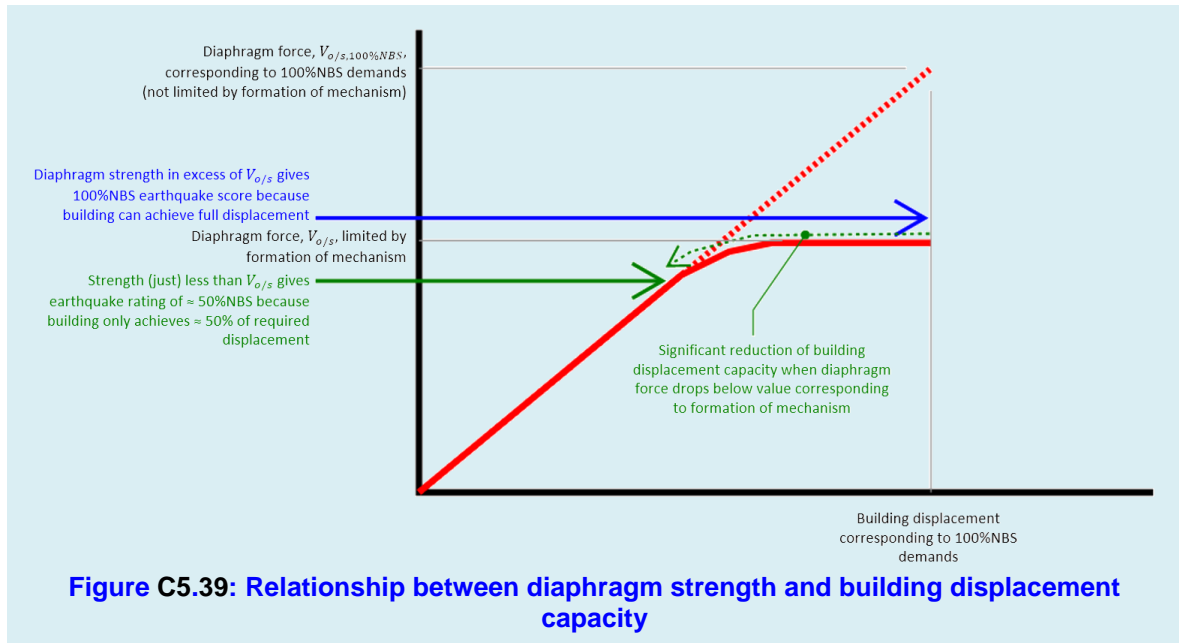 Diaphragm force, V_{o/s,100%NBS},
corresponding to 100%NBS demands
(not limited by formation of mechanism)
Diaphragm strength in excess of V_{o/s} gives
100%NBS earthquake score because
building can achieve full displacement
Diaphragm force, V_{o/s}, limited by
formation of mechanism
Strength (just) less than V_{o/s} gives
earthquake rating of ≈ 50%NBS because
building only achieves ≈ 50% of required
displacement
Significant reduction of building
displacement capacity when diaphragm
force drops below value corresponding
to formation of mechanism
Building displacement
corresponding to 100%NBS
demands
Figure C5.39: Relationship between diaphragm strength and building displacement
capacity